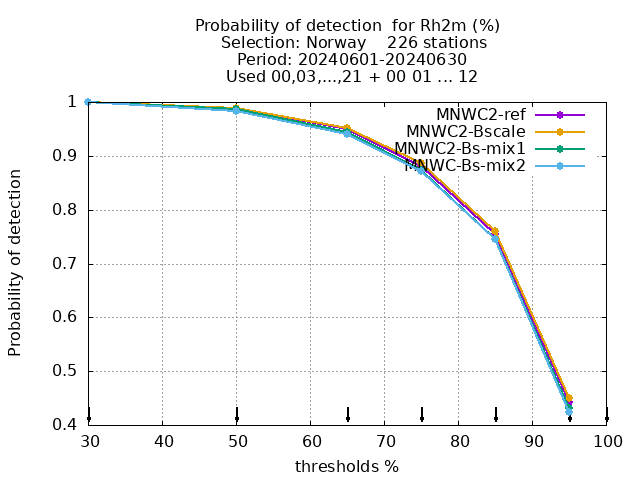 Probability of detection  for Rh2m (%)
Selection: Norway    226 stations
Period: 20240601-20240630
Used 00,03,...,21 + 00 01 ... 12
MNWC2-ref
MNWC2-Bscale
MNWC2-Bs-mix1
MNWC-Bs-mix2
Probability of detection
1
0.9
0.8
0.7
0.6
0.5
0.4
30 40 50 60 70 80 90 100
thresholds %